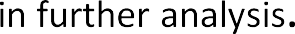 in further analysis.